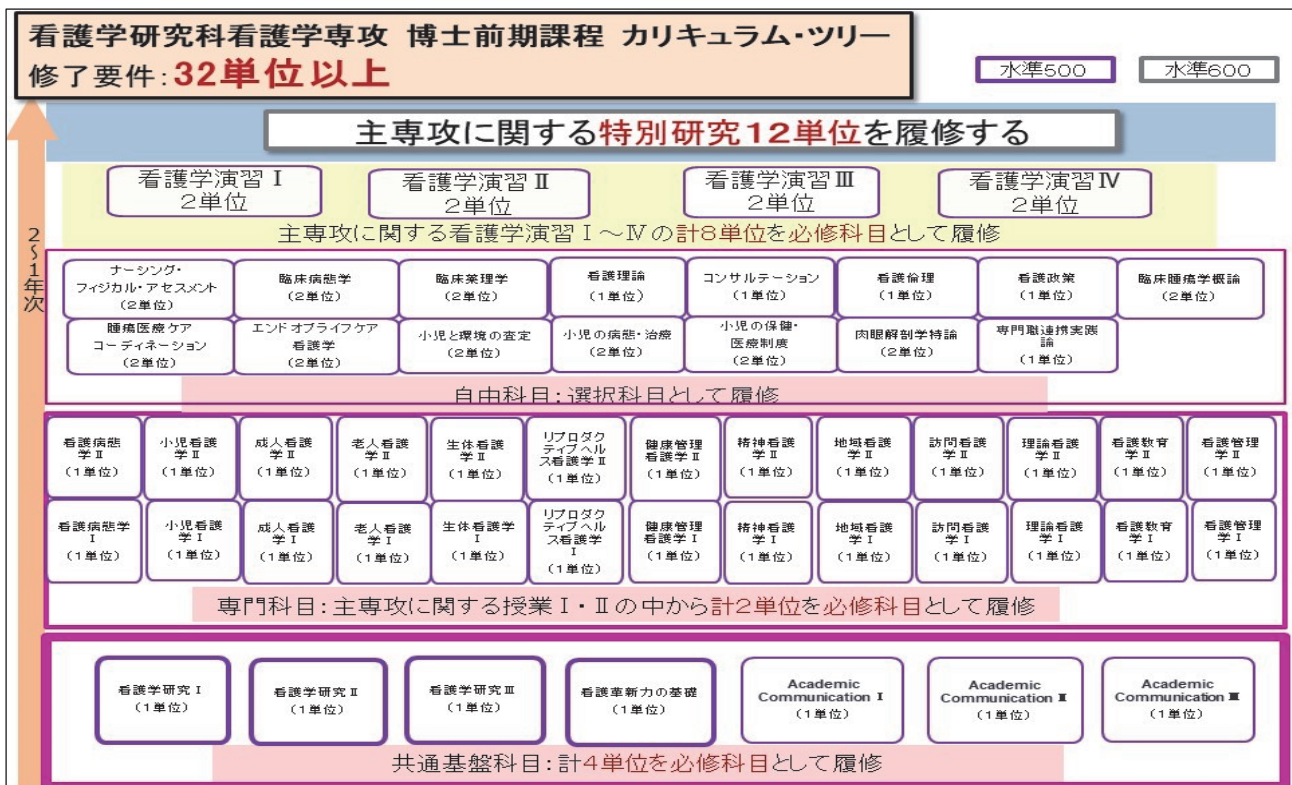 看護学研究科看護学専攻 博士前期課程 カリキュラム・ツリー
修了要件:32単位以上
水準500
水準600
主専攻に関する特別研究12単位を履修する
2~1年次
看護学演習Ⅰ
2単位
看護学演習Ⅱ
2単位
看護学演習Ⅲ
2単位
看護学演習Ⅳ
2単位
主専攻に関する看護学演習Ⅰ~Ⅳの計8単位を必修科目として履修
ナーシング・
フィジカル・アセスメント
(2単位)
臨床病態学
(2単位)
臨床薬理学
(2単位)
看護理論
(1単位)
コンサルテーション
(1単位)
看護倫理
(1単位)
看護政策
(1単位)
臨床腫瘍学概論
(2単位)
腫瘍医療ケア
コーディネーション
(2単位)
エンドオブライフケア
看護学
(2単位)
小児と環境の査定
(2単位)
小児の病態・治療
(2単位)
小児の保健・
医療制度
(2単位)
肉眼解剖学特論
(2単位)
専門職連携実践
論
(1単位)
自由科目:選択科目として履修
看護病態
学Ⅱ
(1単位)
小児看護
学Ⅱ
(1単位)
成人看護
学Ⅱ
(1単位)
老人看護
学Ⅱ
(1単位)
生体看護
学Ⅱ
(1単位)
リプロダク
ティブヘル
ス看護学Ⅱ
(1単位)
健康管理
看護学Ⅱ
(1単位)
精神看護
学Ⅱ
(1単位)
地域看護
学Ⅱ
(1単位)
訪問看護
学Ⅱ
(1単位)
理論看護
学Ⅱ
(1単位)
看護教育
学Ⅱ
(1単位)
看護管理
学Ⅱ
(1単位)
看護病態学
Ⅰ
(1単位)
小児看護
学Ⅰ
(1単位)
成人看護
学Ⅰ
(1単位)
老人看護
学Ⅰ
(1単位)
生体看護学
Ⅰ
(1単位)
リプロダク
ティブヘル
ス看護学
Ⅰ
(1単位)
健康管理
看護学Ⅰ
(1単位)
精神看護
学Ⅰ
(1単位)
地域看護
学Ⅰ
(1単位)
訪問看護
学Ⅰ
(1単位)
理論看護
学Ⅰ
(1単位)
看護教育
学Ⅰ
(1単位)
看護管理
学Ⅰ
(1単位)
専門科目:主専攻に関する授業Ⅰ・Ⅱの中から計2単位を必修科目として履修
看護学研究Ⅰ
(1単位)
看護学研究Ⅱ
(1単位)
看護学研究Ⅲ
(1単位)
看護革新力の基礎
(1単位)
Academic
Communication Ⅰ
(1単位)
Academic
Communication Ⅱ
(1単位)
Academic
Communication Ⅲ
(1単位)
共通基盤科目:計4単位を必修科目として履修